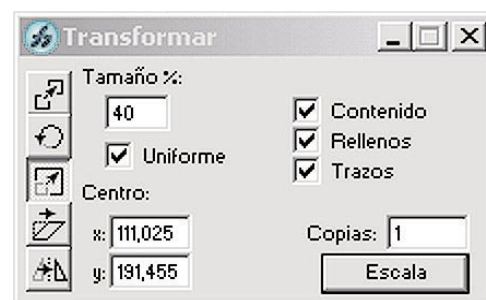 Transformar
Tamaño %:
40
Uniforme
Contenido
Rellenos
Trazos
Centro:
x: 111,025
y: 191,455
Copias: 1
Escala